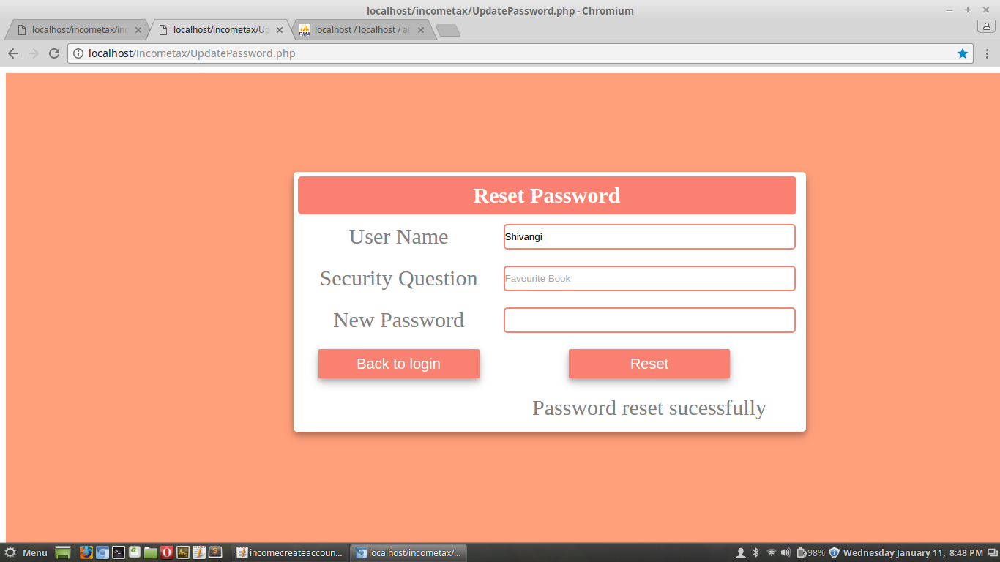 localhost/incometax/UpdatePassword.php - Chromium
localhost/incometax/inc
localhost/incometax/Up
localhost / localhost / a
localhost/incometax/UpdatePassword.php
Reset Password
User Name
Shivangi
Security Question
Favourite Book
New Password
Back to login
Reset
Password reset sucessfully
Menu
incomecreateaccoun...
localhost/incometax/...
98%
Wednesday January 11, 8:48 PM